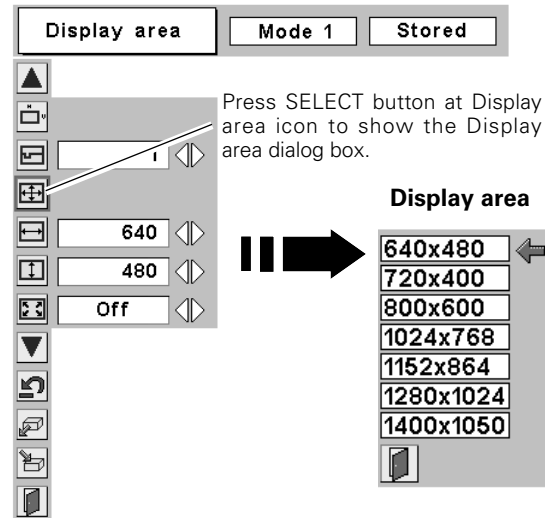 Display area
Mode 1
Stored
Press SELECT button at Display
area icon to show the Display
area dialog box.
1
640
480
Off
Display area
640x480
720x400
800x600
1024x768
1152x864
1280x1024
1400x1050